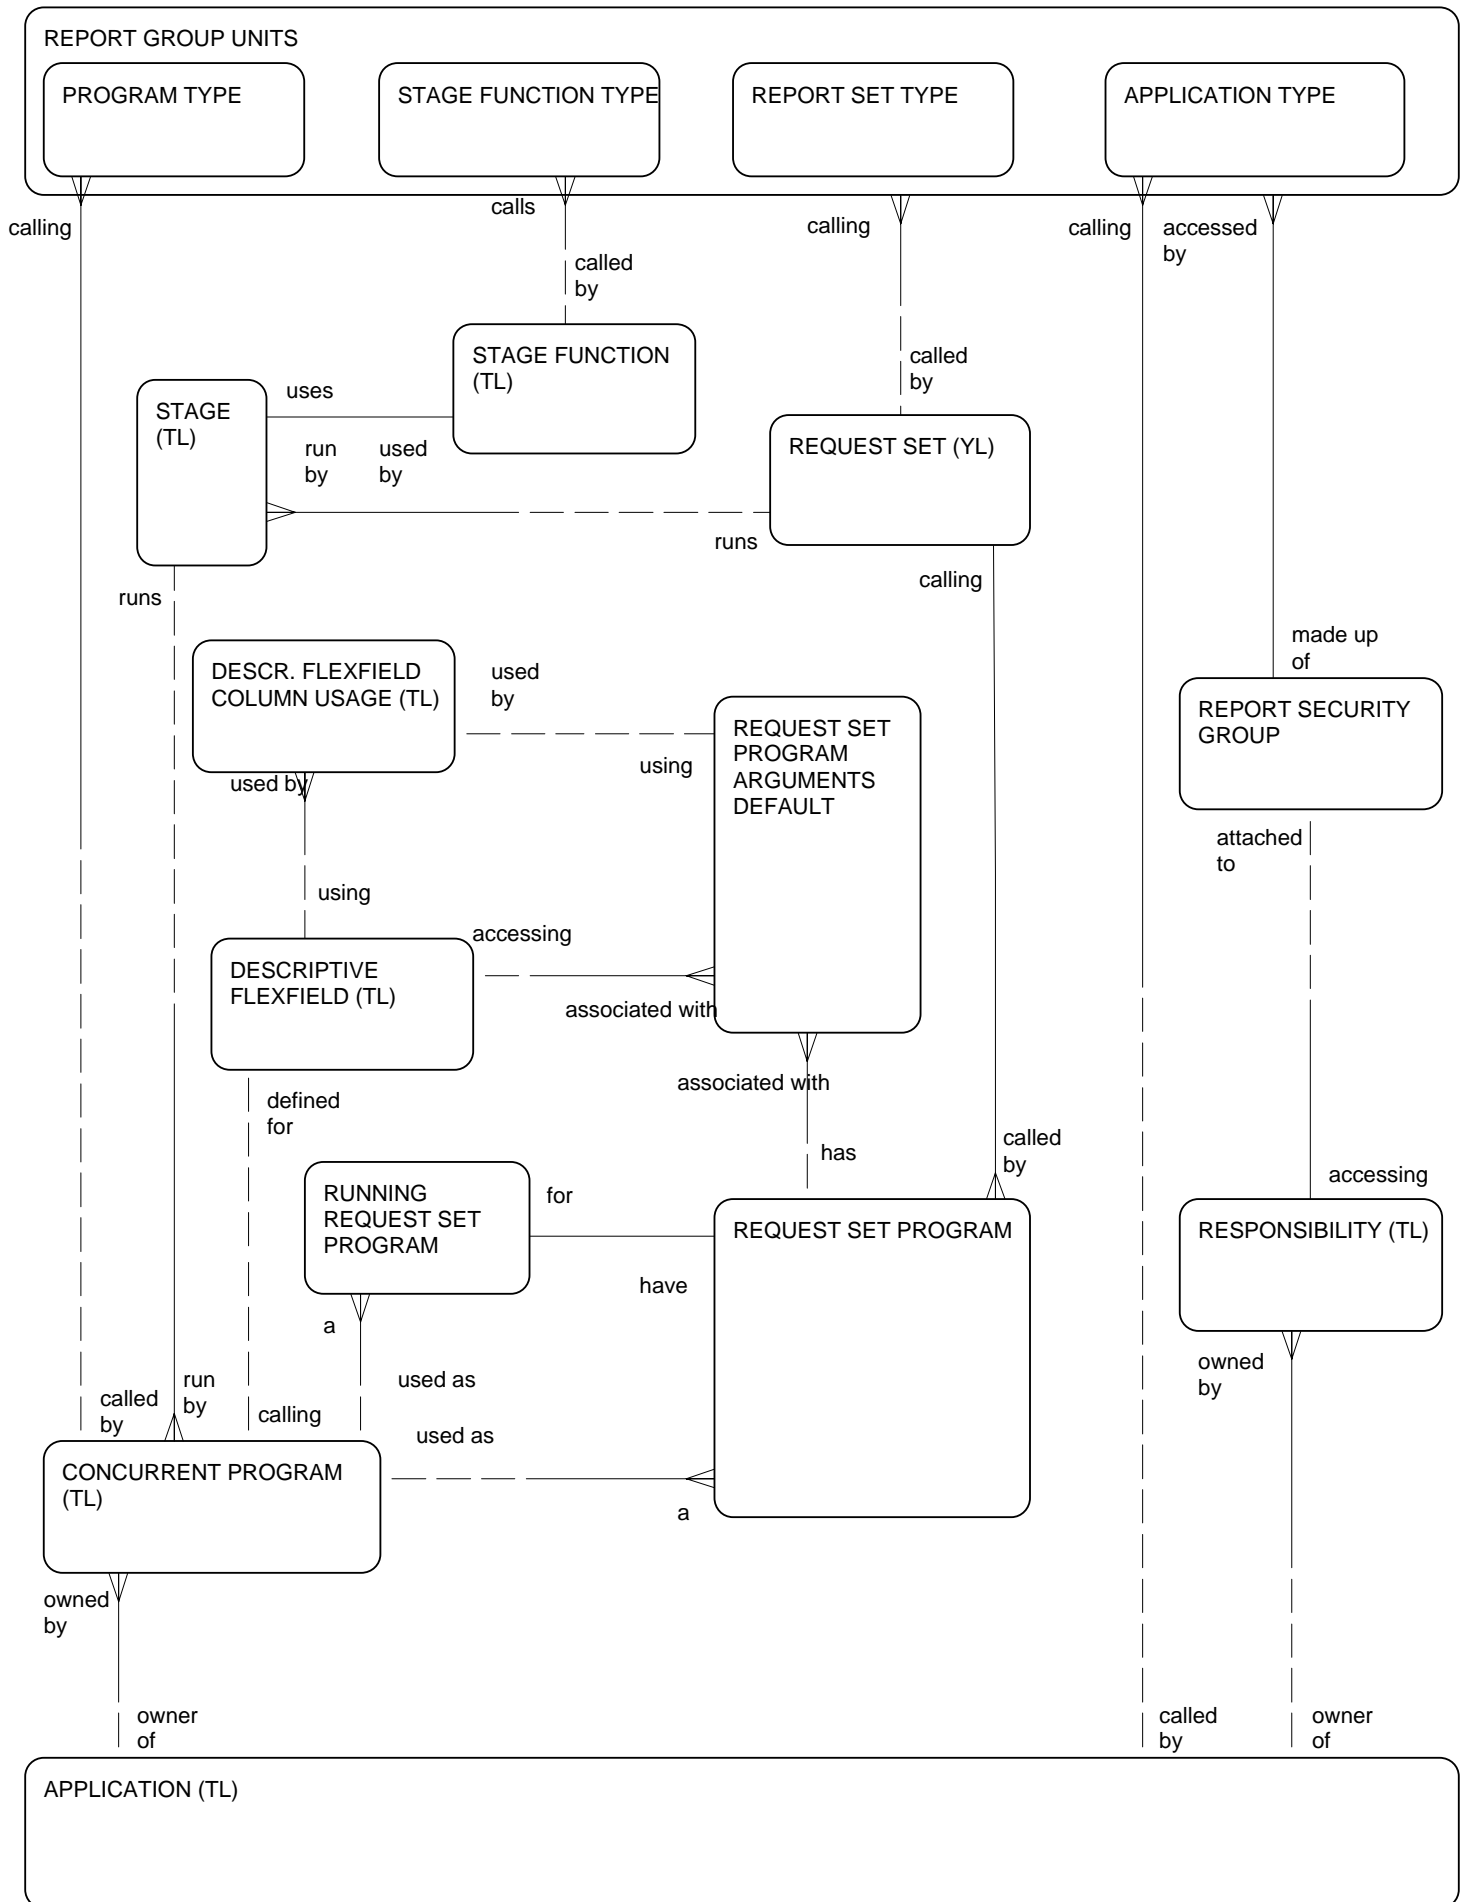 REPORT GROUP UNITS
PROGRAM TYPE
STAGE FUNCTION TYPE
REPORT SET TYPE
APPLICATION TYPE
calling
calls
calling
calling
accessed
by
called
by
STAGE FUNCTION
(TL)
called
by
STAGE
(TL)
uses
run
by
used
by
REQUEST SET (YL)
runs
calling
runs
made up
of
DESCR. FLEXFIELD
COLUMN USAGE (TL)
used
by
REQUEST SET
PROGRAM
ARGUMENTS
DEFAULT
REPORT SECURITY
GROUP
using
used by
attached
to
using
accessing
DESCRIPTIVE
FLEXFIELD (TL)
associated with
associated with
defined
for
has
called
by
accessing
RUNNING
REQUEST SET
PROGRAM
for
REQUEST SET PROGRAM
RESPONSIBILITY (TL)
have
a
owned
by
used as
run
by
called
by
calling
used as
CONCURRENT PROGRAM
(TL)
a
owned
by
owner
of
called
by
owner
of
APPLICATION (TL)